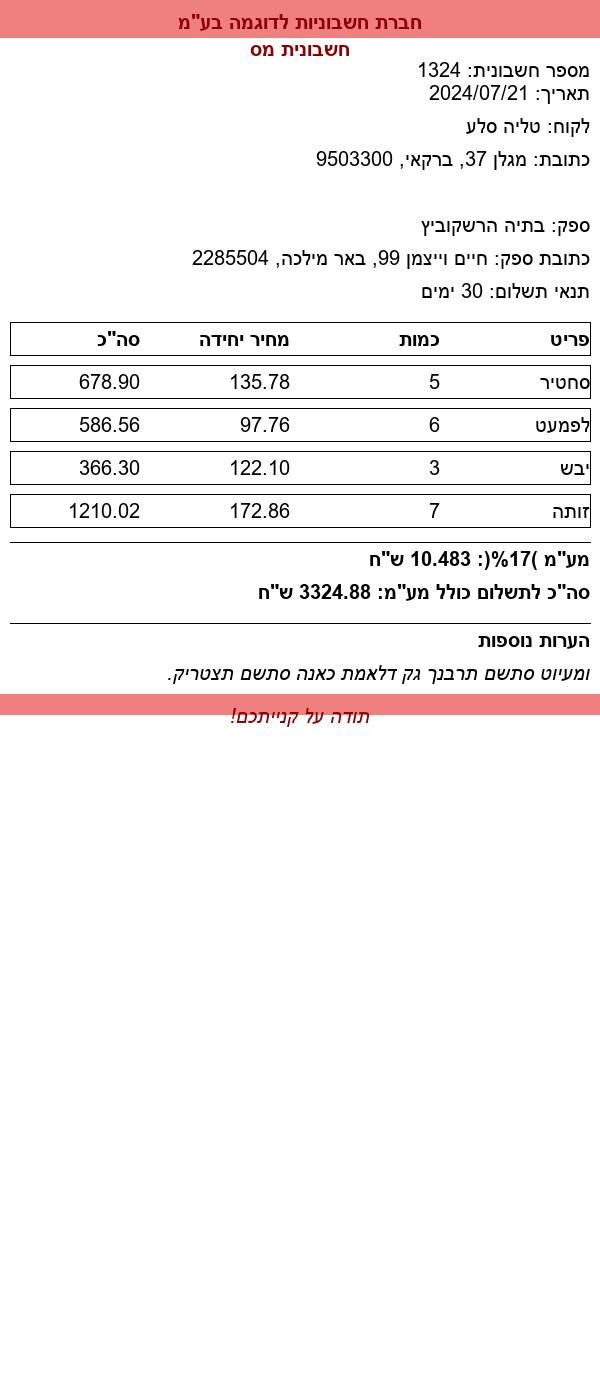 חברת חשבוניות לדוגמה בע"מ
חשבונית מס
מספר חשבונית: 1324
תאריך: 2024/07/21
לקוח: טליה סלע
כתובת: מגלן 37, ברקאי, 9503300
ספק: בתיה הרשקוביץ
כתובת ספק: חיים וייצמן 99, באר מילכה, 2285504
תנאי תשלום: 30 ימים
פריט כמות מחיר יחידה סה"כ
סחטיר 5 135.78 678.90
לפמעט 6 97.76 586.56
יבש 3 122.10 366.30
זותה 7 172.86 1210.02
מע"מ )17%(: 10.483 ש"ח
סה"כ לתשלום כולל מע"מ: 3324.88 ש"ח
הערות נוספות
ומעיוט סתשם תרבנך גק דלאמת כאנה סתשם תצטריק.
תודה על קנייתכם!